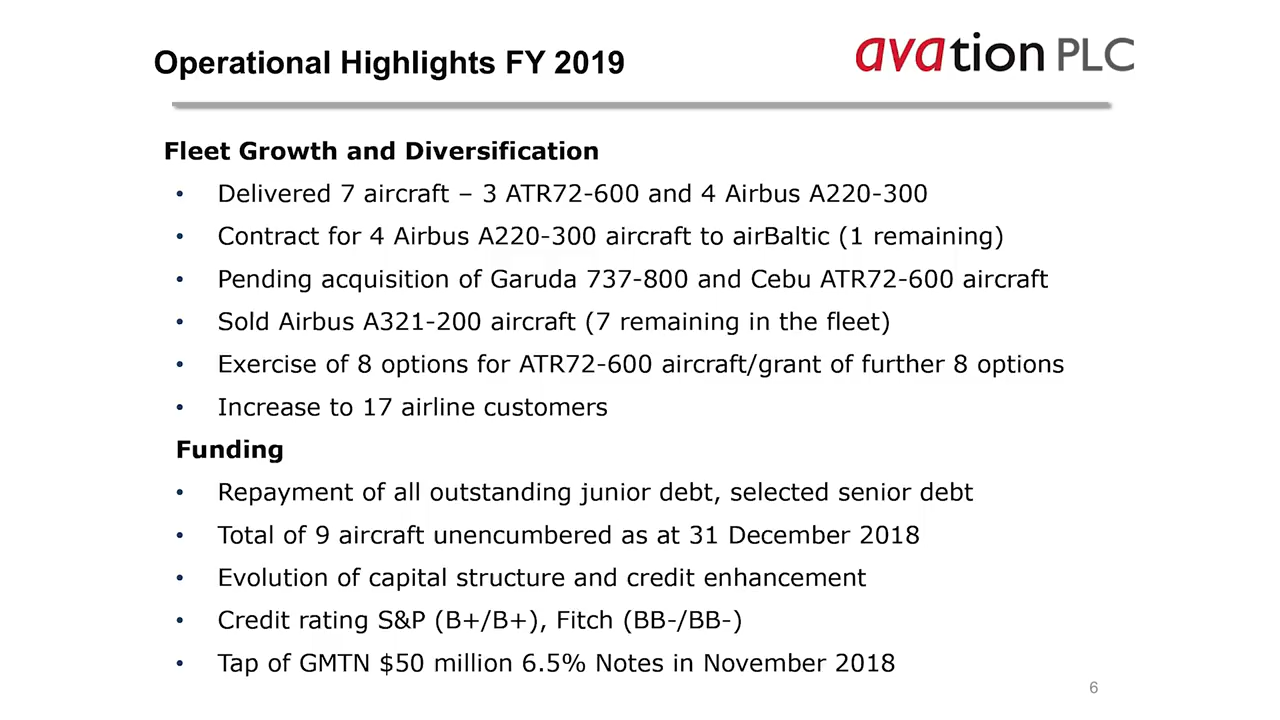 Operational Highlights FY 2019
avation PLC
Fleet Growth and Diversification
• Delivered 7 aircraft – 3 ATR72-600 and 4 Airbus A220-300
• Contract for 4 Airbus A220-300 aircraft to airBaltic (1 remaining)
• Pending acquisition of Garuda 737-800 and Cebu ATR72-600 aircraft
• Sold Airbus A321-200 aircraft (7 remaining in the fleet)
• Exercise of 8 options for ATR72-600 aircraft/grant of further 8 options
• Increase to 17 airline customers
Funding
• Repayment of all outstanding junior debt, selected senior debt
• Total of 9 aircraft unencumbered as at 31 December 2018
• Evolution of capital structure and credit enhancement
• Credit rating S&P (B+/B+), Fitch (BB-/BB-)
• Tap of GMTN $50 million 6.5% Notes in November 2018
6